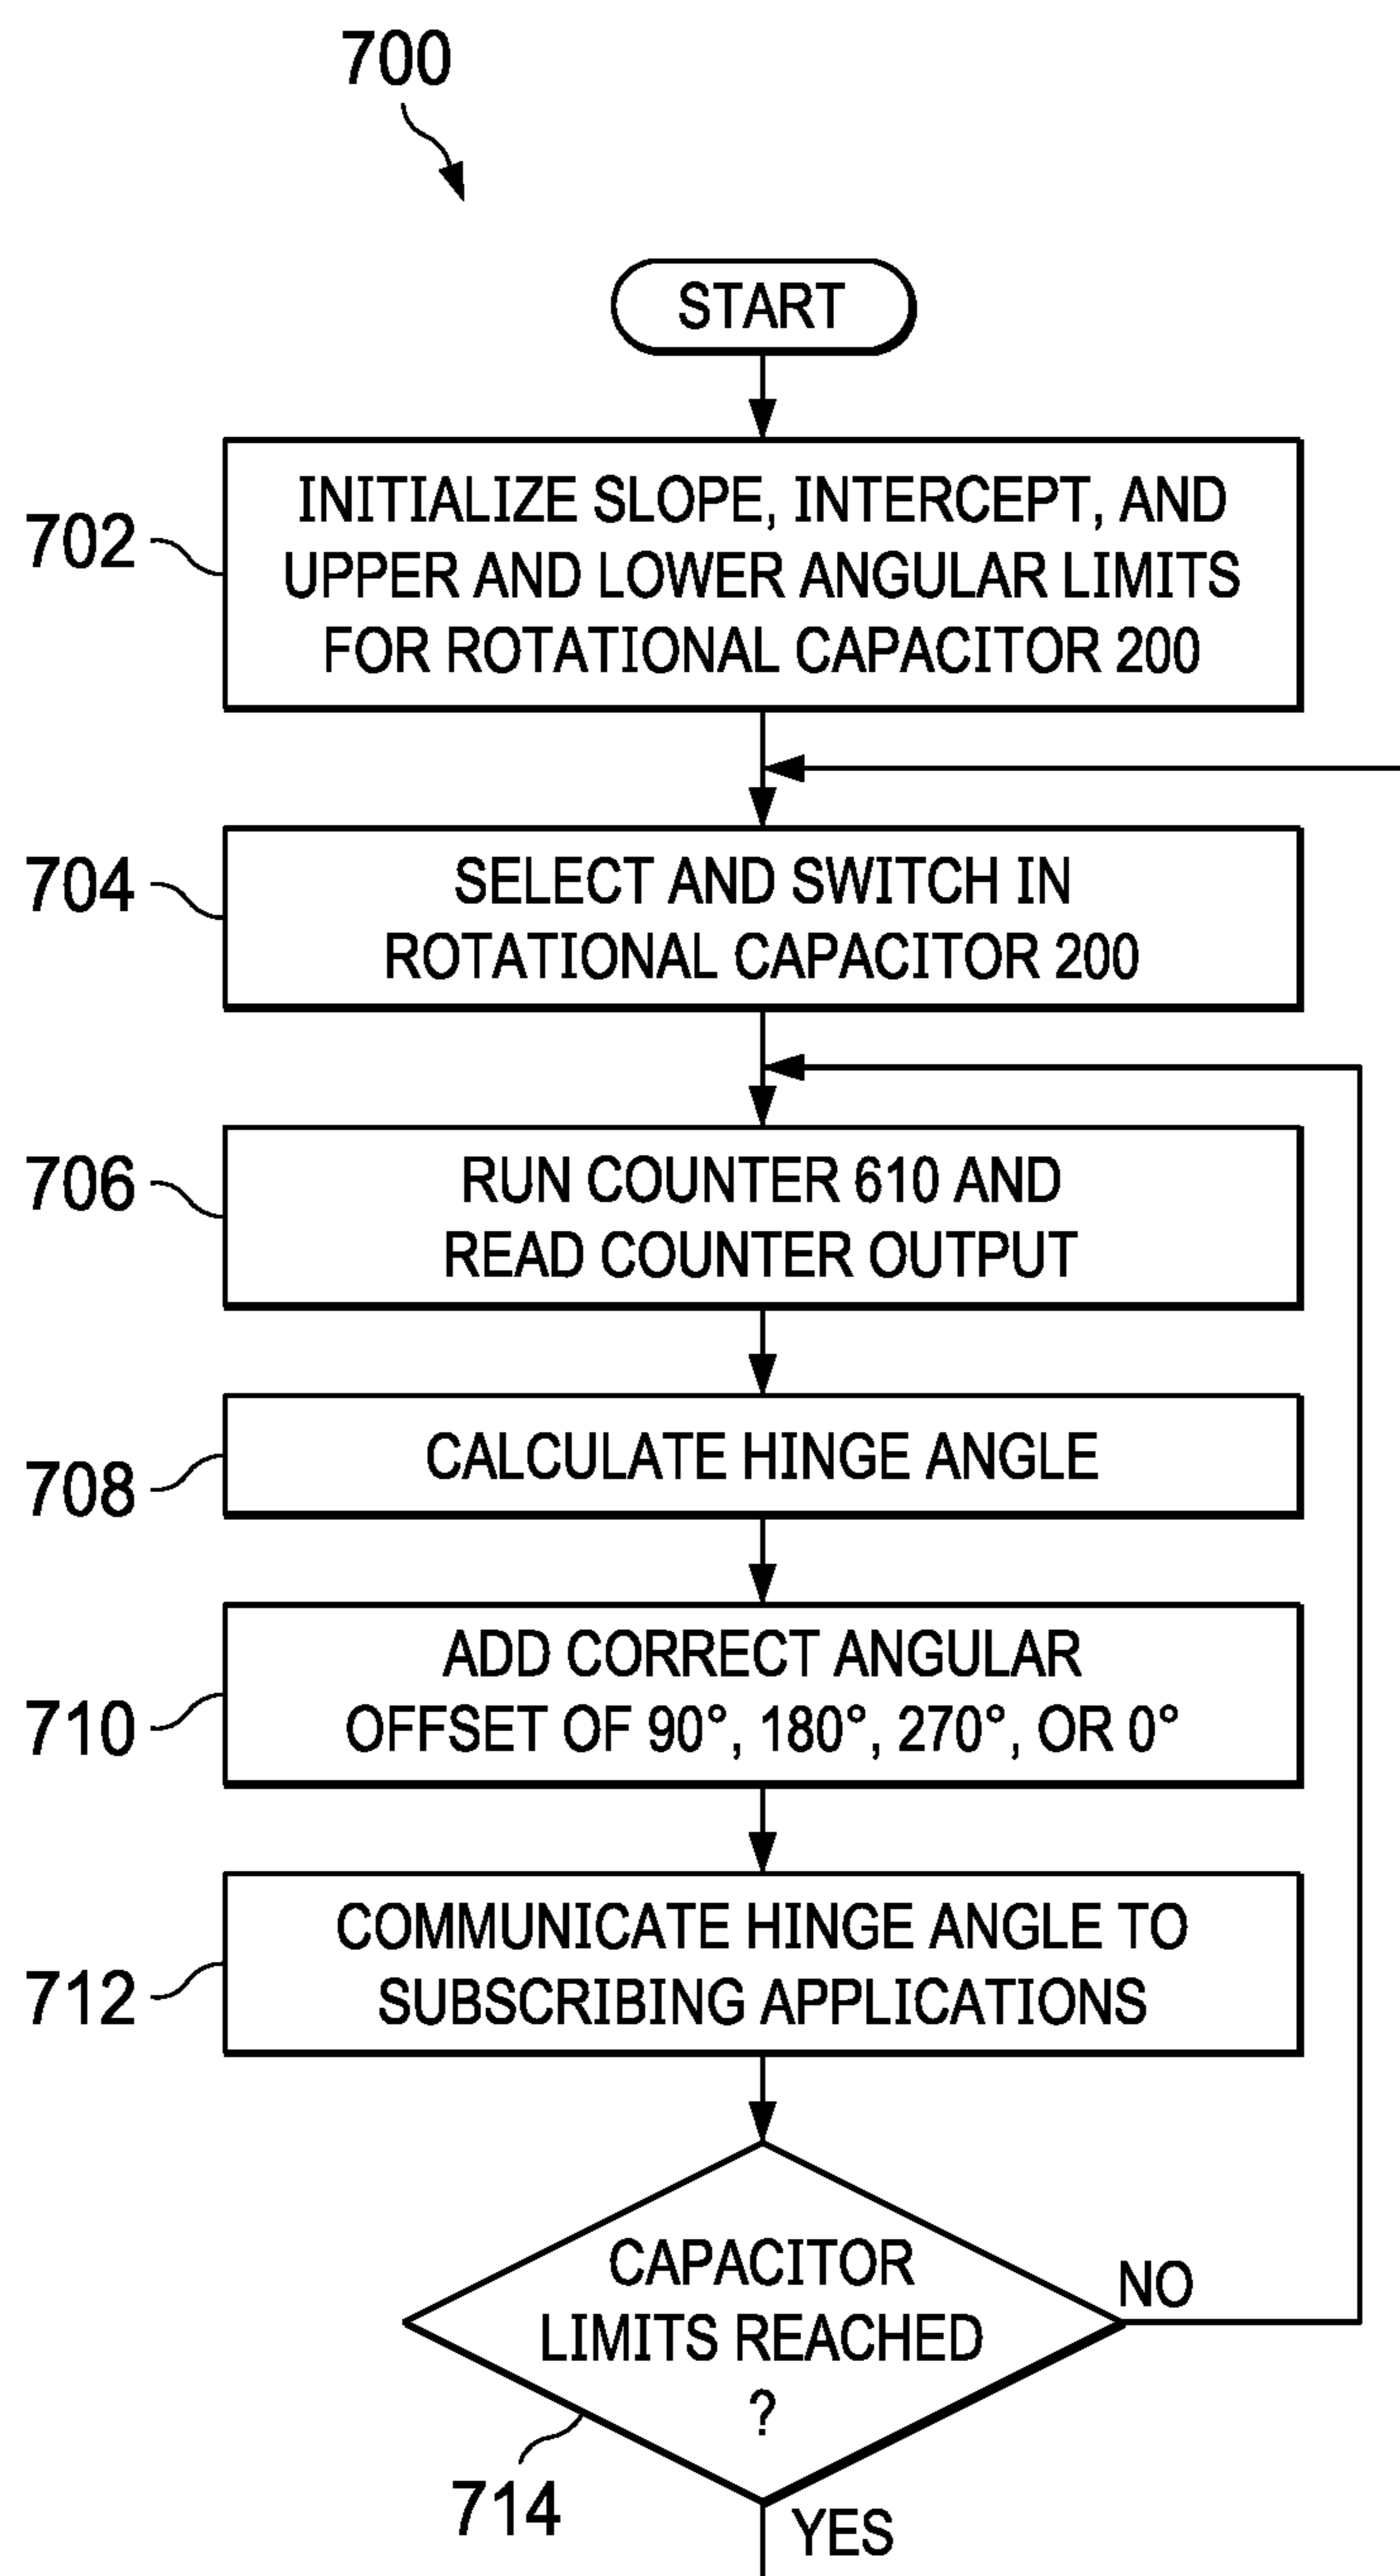 700
START
702
INITIALIZE SLOPE, INTERCEPT, AND
UPPER AND LOWER ANGULAR LIMITS
FOR ROTATIONAL CAPACITOR 200
704
SELECT AND SWITCH IN
ROTATIONAL CAPACITOR 200
706
RUN COUNTER 610 AND
READ COUNTER OUTPUT
708
CALCULATE HINGE ANGLE
710
ADD CORRECT ANGULAR
OFFSET OF 90°, 180°, 270°, OR 0°
712
COMMUNICATE HINGE ANGLE TO
SUBSCRIBING APPLICATIONS
CAPACITOR
LIMITS REACHED
?
NO
714
YES